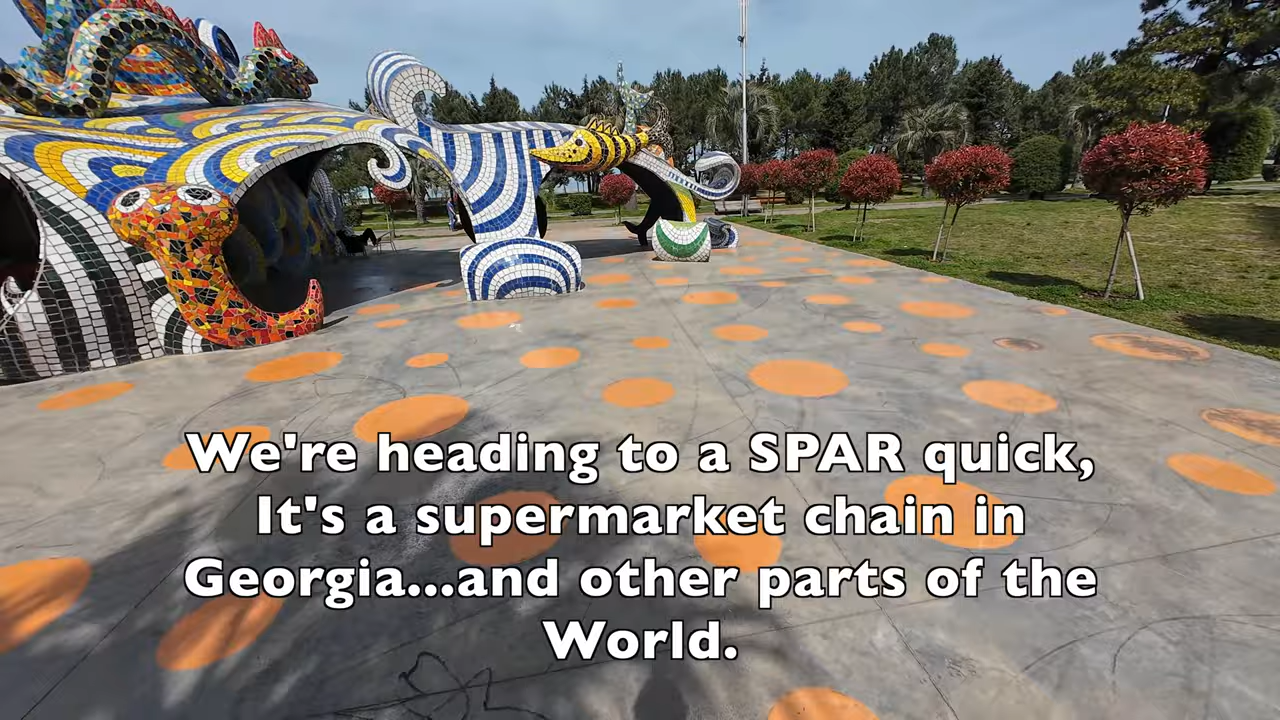 We're heading to a SPAR quick,
It's a supermarket chain in
Georgia...and other parts of the
World.